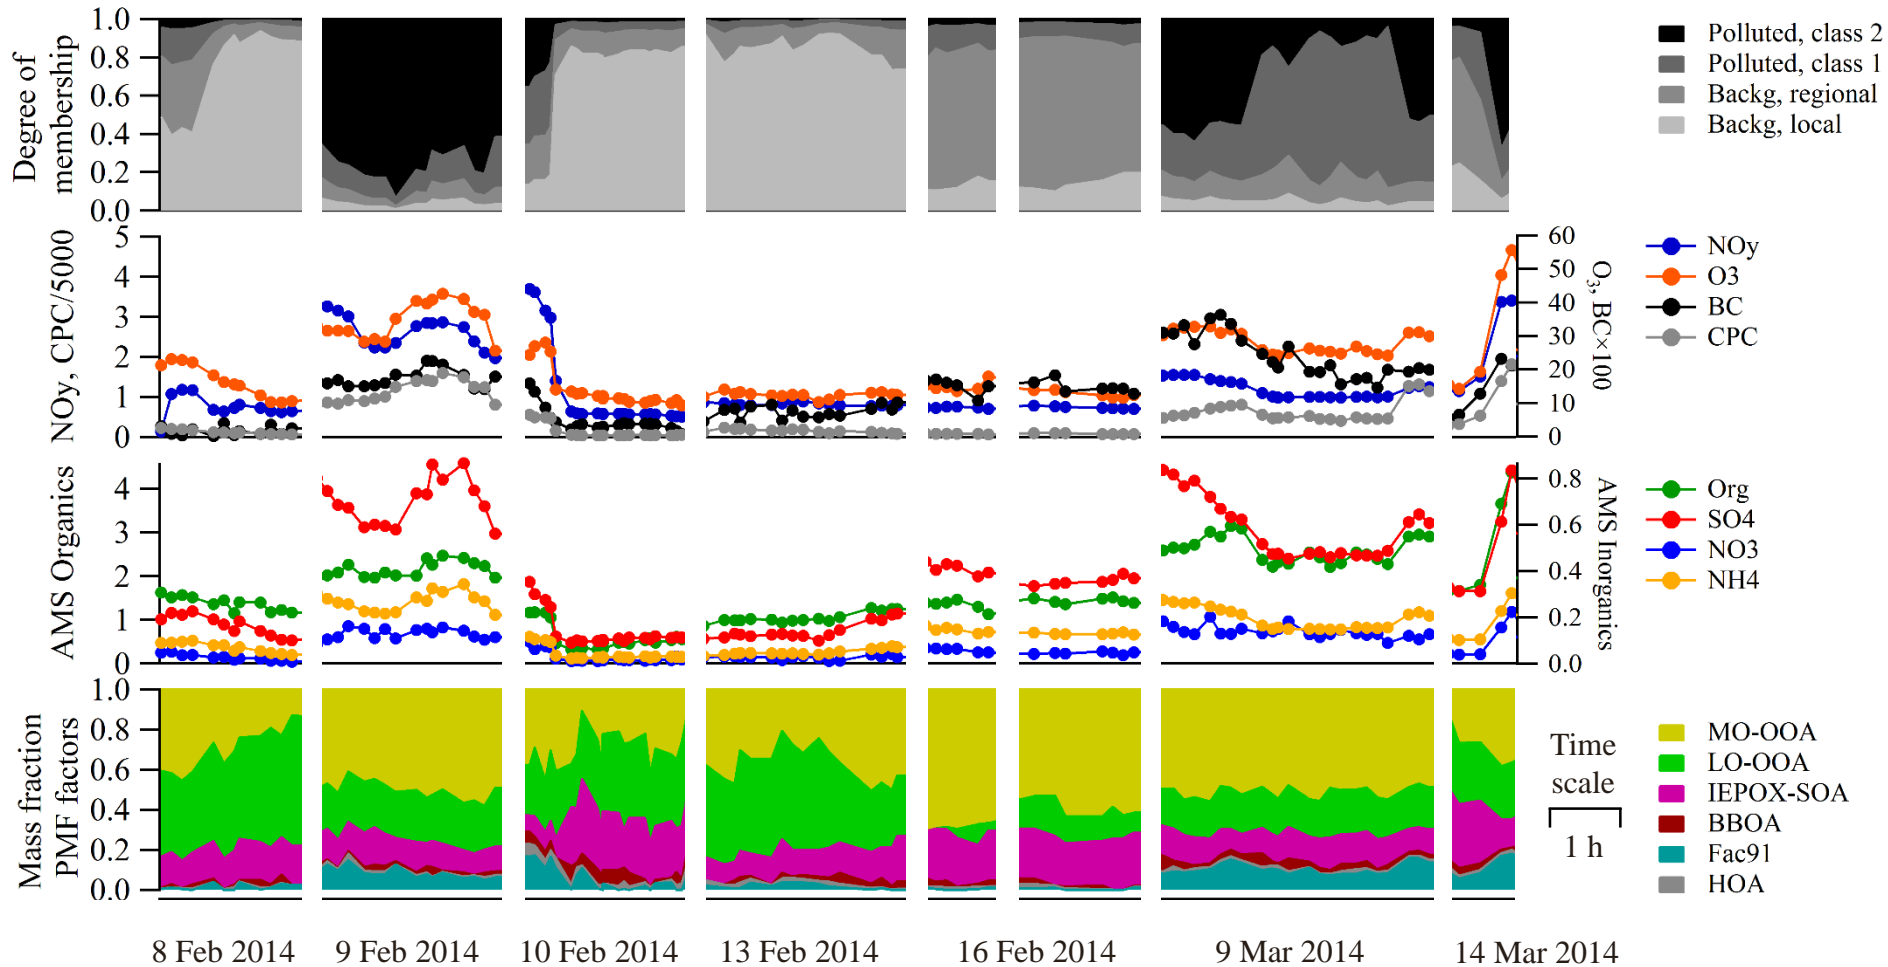 Degree of
membership
1.0
0.8
0.6
0.4
0.2
0.0
Polluted, class 2
Polluted, class 1
Backg, regional
Backg, local
NOy, CPC/5000
5
4
3
2
1
0
60
50
40
30
20
10
0
O3, BC×100
NOy
O3
BC
CPC
AMS Organics
4
3
2
1
0
0.8
0.6
0.4
0.2
0.0
AMS Inorganics
Org
SO4
NO3
NH4
Mass fraction
PMF factors
1.0
0.8
0.6
0.4
0.2
0.0
Time
scale
1 h
MO-OOA
LO-OOA
IEPOX-SOA
BBOA
Fac91
HOA
8 Feb 2014
9 Feb 2014
10 Feb 2014
13 Feb 2014
16 Feb 2014
9 Mar 2014
14 Mar 2014